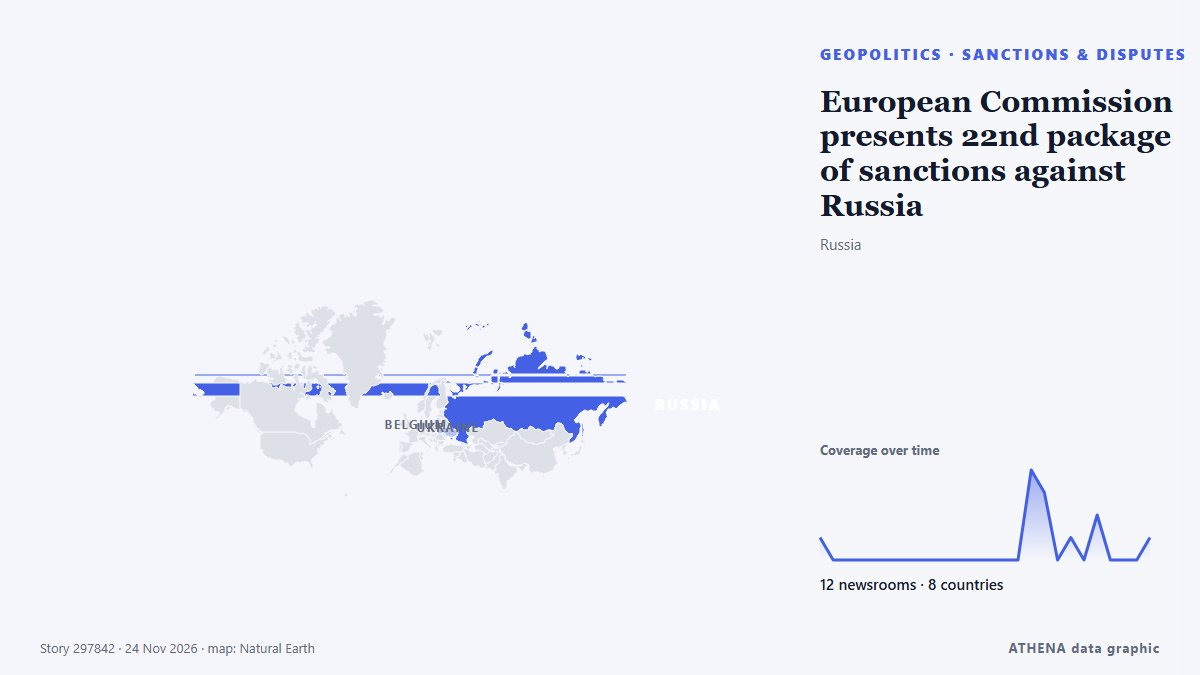 GEOPOLITICS · SANCTIONS & DISPUTES
European Commission
presents 22nd package
of sanctions against
Russia
Russia
RUSSIA
BELGIUM
UKRAINE
Coverage over time
12 newsrooms · 8 countries
Story 297842 · 24 Nov 2026 · map: Natural Earth
ATHENA data graphic